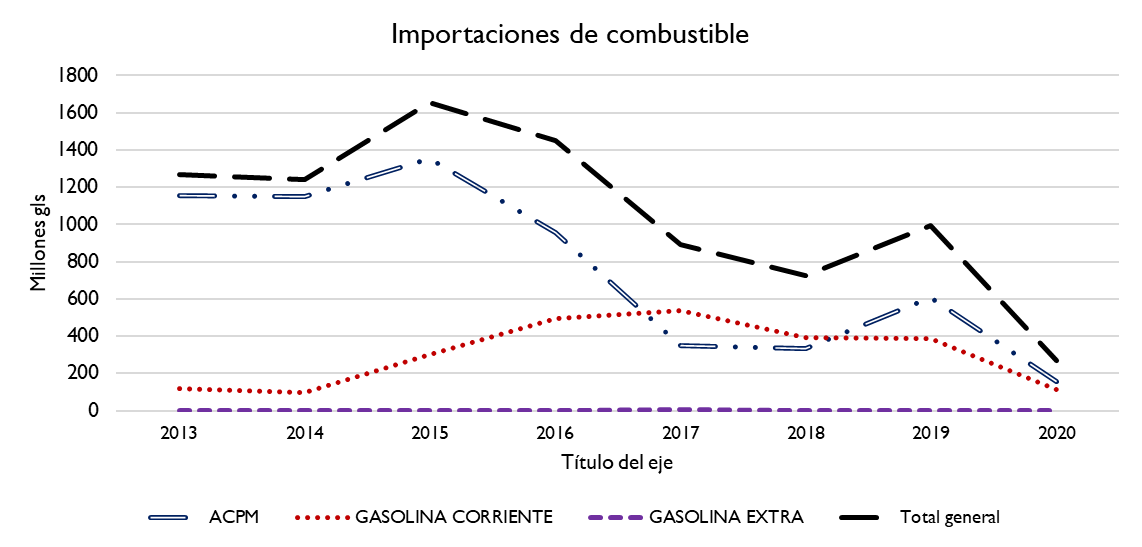 Importaciones de combustible
1800
1600
1400
1200
1000
800
600
400
200
0
Millones gls
2013 2014 2015 2016 2017 2018 2019 2020
Título del eje
ACPM GASOLINA CORRIENTE GASOLINA EXTRA Total general